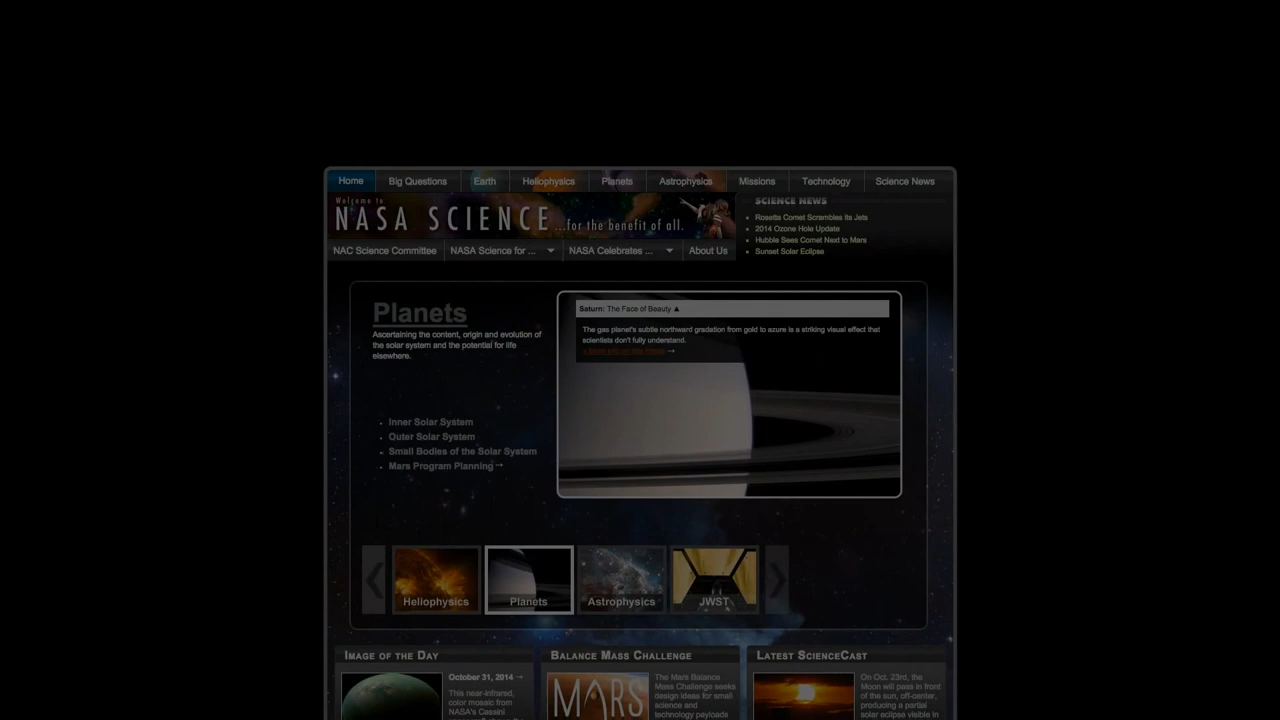 Home Big Questions Earth Heliophysics Planets Astrophysics Missions Technology Science News
Welcome to
NASA SCIENCE ...for the benefit of all.
SCIENCE NEWS
Rosetta Comet Scrambles Its Jets
2014 Ozone Hole Update
Hubble Sees Comet Next to Mars
Sunset Solar Eclipse
NAC Science Committee NASA Science for ... NASA Celebrates ... About Us
Planets
Ascertaining the content, origin and evolution of
the solar system and the potential for life
elsewhere.
Inner Solar System
Outer Solar System
Small Bodies of the Solar System
Mars Program Planning→
Saturn: The Face of Beauty ▲
The gas planet's subtle northward gradation from gold to azure is a striking visual effect that
scientists don't fully understand.
Heliophysics Planets Astrophysics JWST
IMAGE OF THE DAY
October 31, 2014 →
This near-infrared,
color mosaic from
NASA's Cassini
BALANCE MASS CHALLENGE
MARS
The Mars Balance
Mass Challenge seeks
design ideas for small
science and
technology payloads
LATEST SCIENCECAST
On Oct. 23rd, the
Moon will pass in front
of the sun, off-center,
producing a partial
solar eclipse visible in